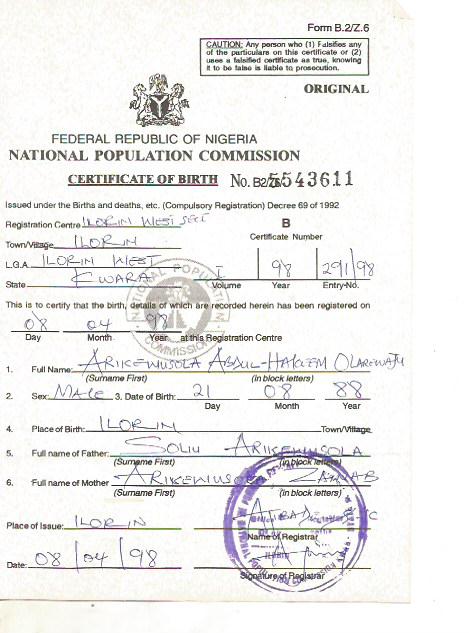 Form B.2/Z.6
CAUTION: Any person who (1) Falsifies any
of the particulars on this certificate or (2)
uses a falsified certificate as true, knowing
it to be false is liable to prosecution.
ORIGINAL
FEDERAL REPUBLIC OF NIGERIA
NATIONAL POPULATION COMMISSION
CERTIFICATE OF BIRTH No. B2/Z6/5543611
Issued under the Births and deaths, etc. (Compulsory Registration) Decree 69 of 1992
Registration Centre ILORIN WEST B
Town/Village ILORIN Certificate Number
L.G.A. ILORIN WEST
State KWARA I 98 291/98
Volume Year Entry-No.
This is to certify that the birth, details of which are recorded herein has been registered on
08 04 98
Day Month Year at this Registration Centre
1. Full Name: ARIKEWUSOLA ABDUL-HAKEEM OLAREWAJU
(Surname First) (in block letters)
2. Sex: MALE 3. Date of Birth: 21 08 88
Day Month Year
4. Place of Birth: ILORIN Town/Village
5. Full name of Father: SOLIU ARIKEWUSOLA
(Surname First) (in block letters)
6. Full name of Mother ARIKEWUSOLA ZAINAB
(Surname First) (in block letters)
Place of Issue: ILORIN
Name of Registrar
Date: 08/04/98
Signature of Registrar
NATIONAL POPULATION COMMISSION